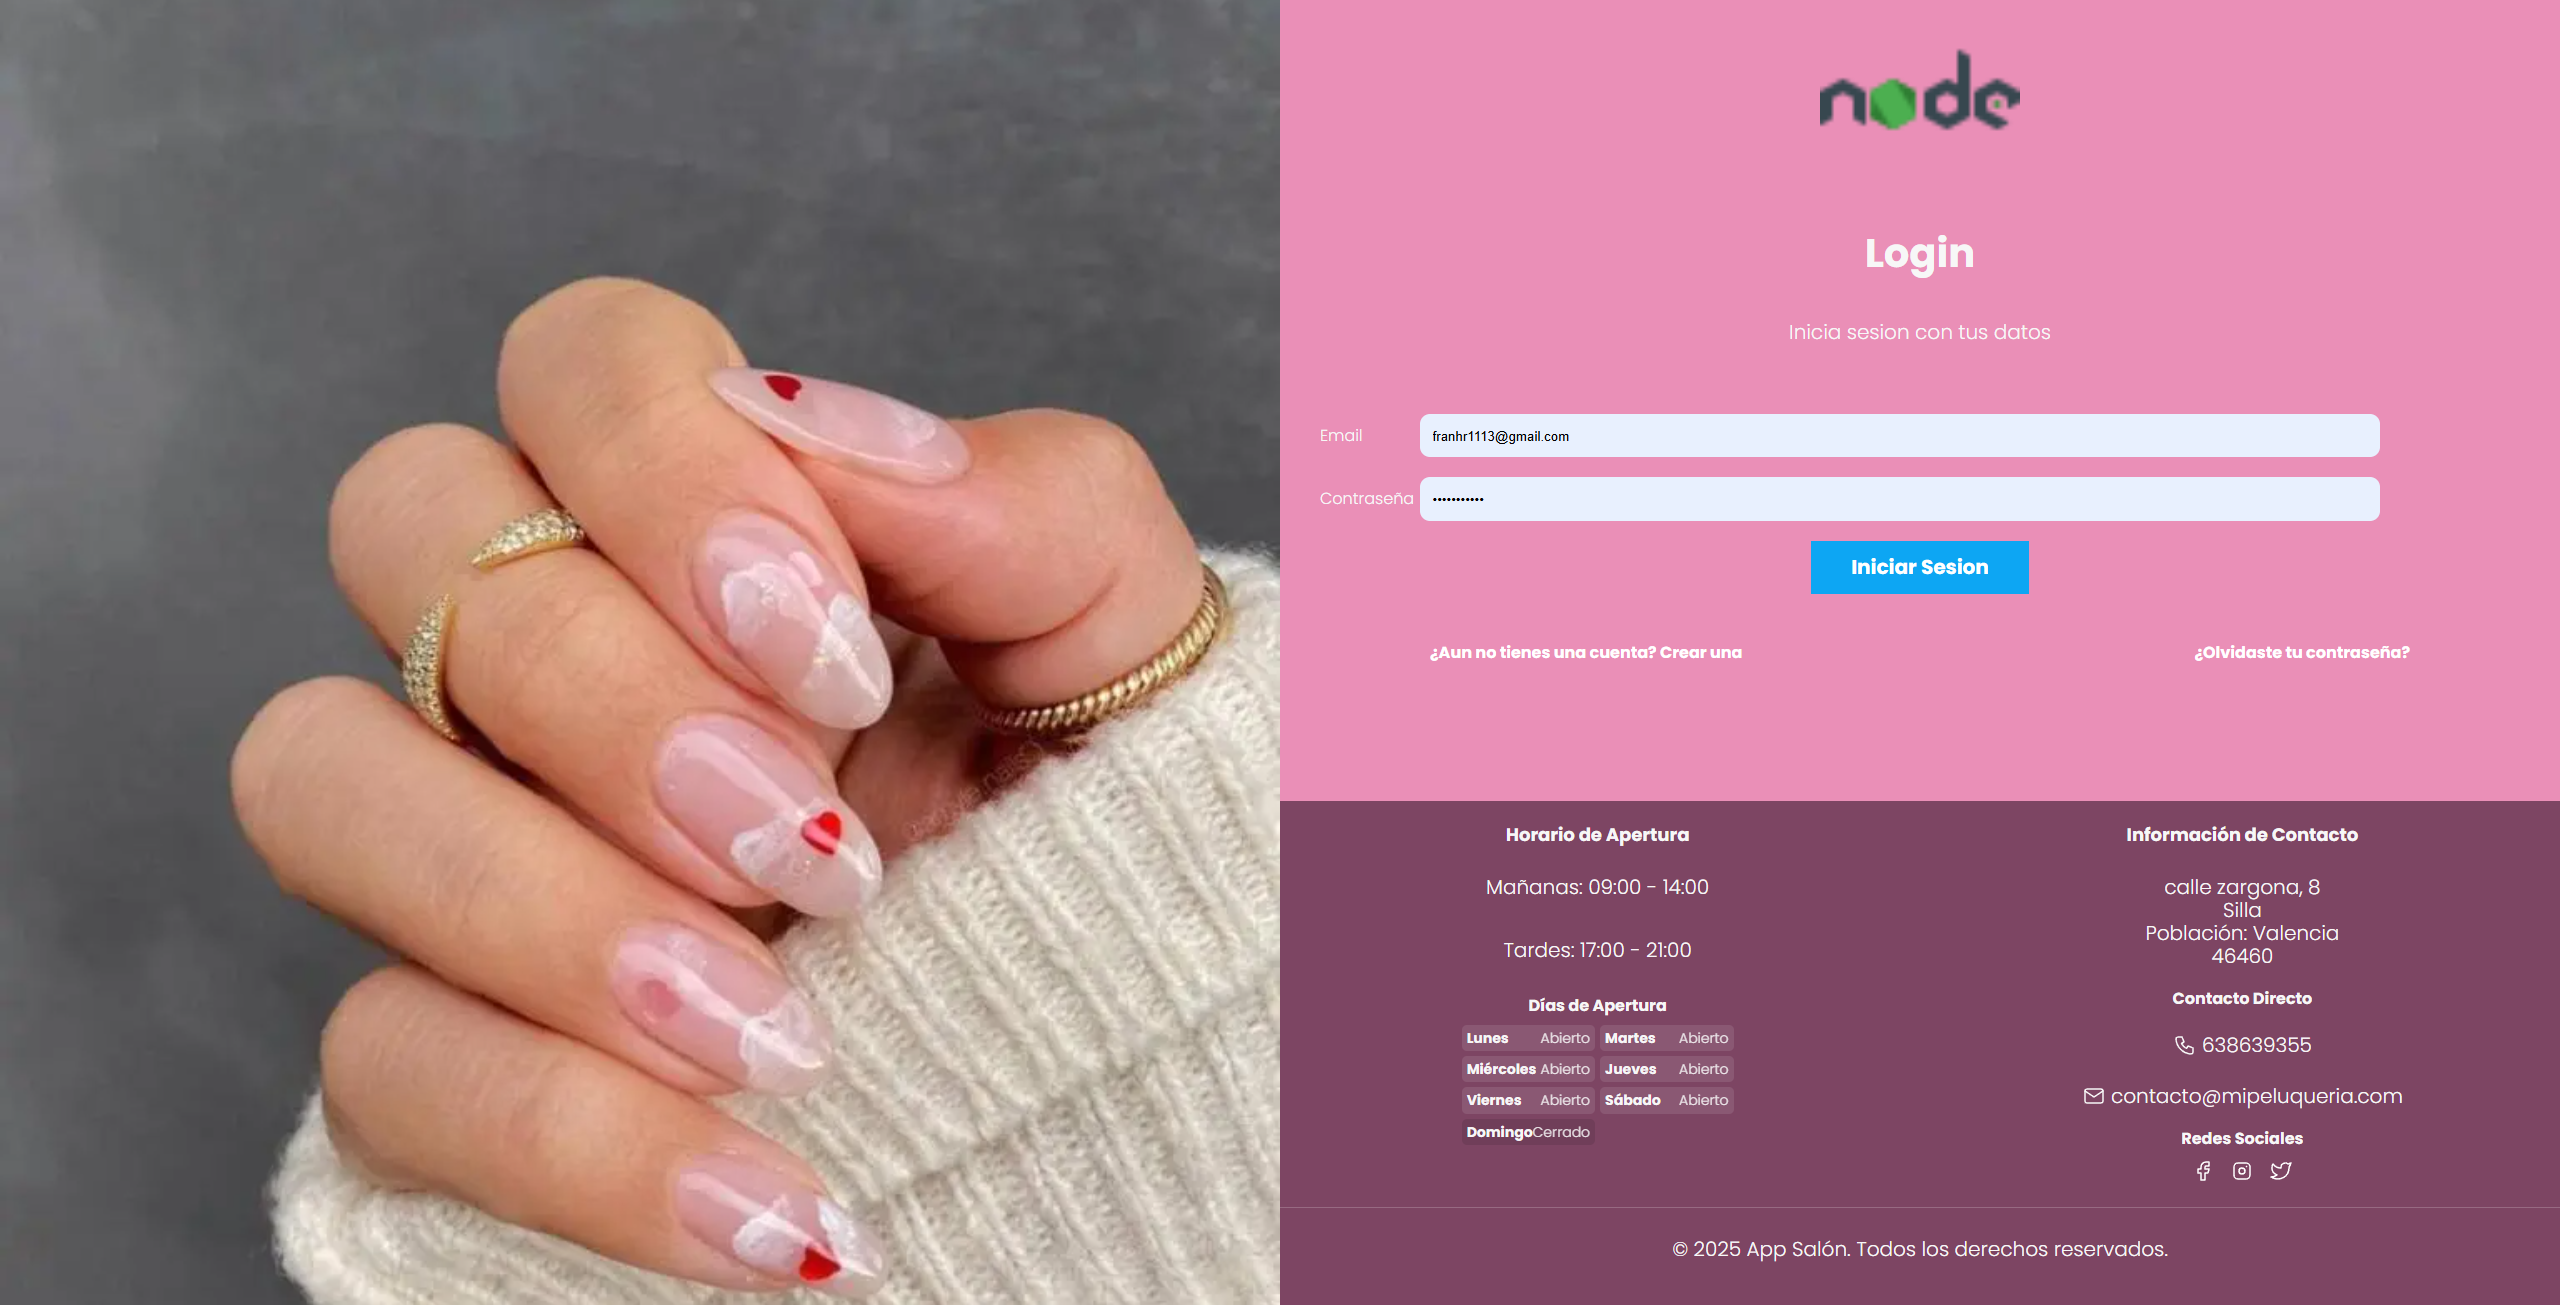 node
Login
Inicia sesion con tus datos
Email
franhr1113@gmail.com
Contraseña
•••••••••••
Iniciar Sesion
¿Aun no tienes una cuenta? Crear una
¿Olvidaste tu contraseña?
Horario de Apertura
Mañanas: 09:00 - 14:00
Tardes: 17:00 - 21:00
Días de Apertura
Lunes Abierto
Martes Abierto
Miércoles Abierto
Jueves Abierto
Viernes Abierto
Sábado Abierto
Domingo Cerrado
Información de Contacto
calle zargona, 8
Silla
Población: Valencia
46460
Contacto Directo
638639355
contacto@mipeluqueria.com
Redes Sociales
© 2025 App Salón. Todos los derechos reservados.